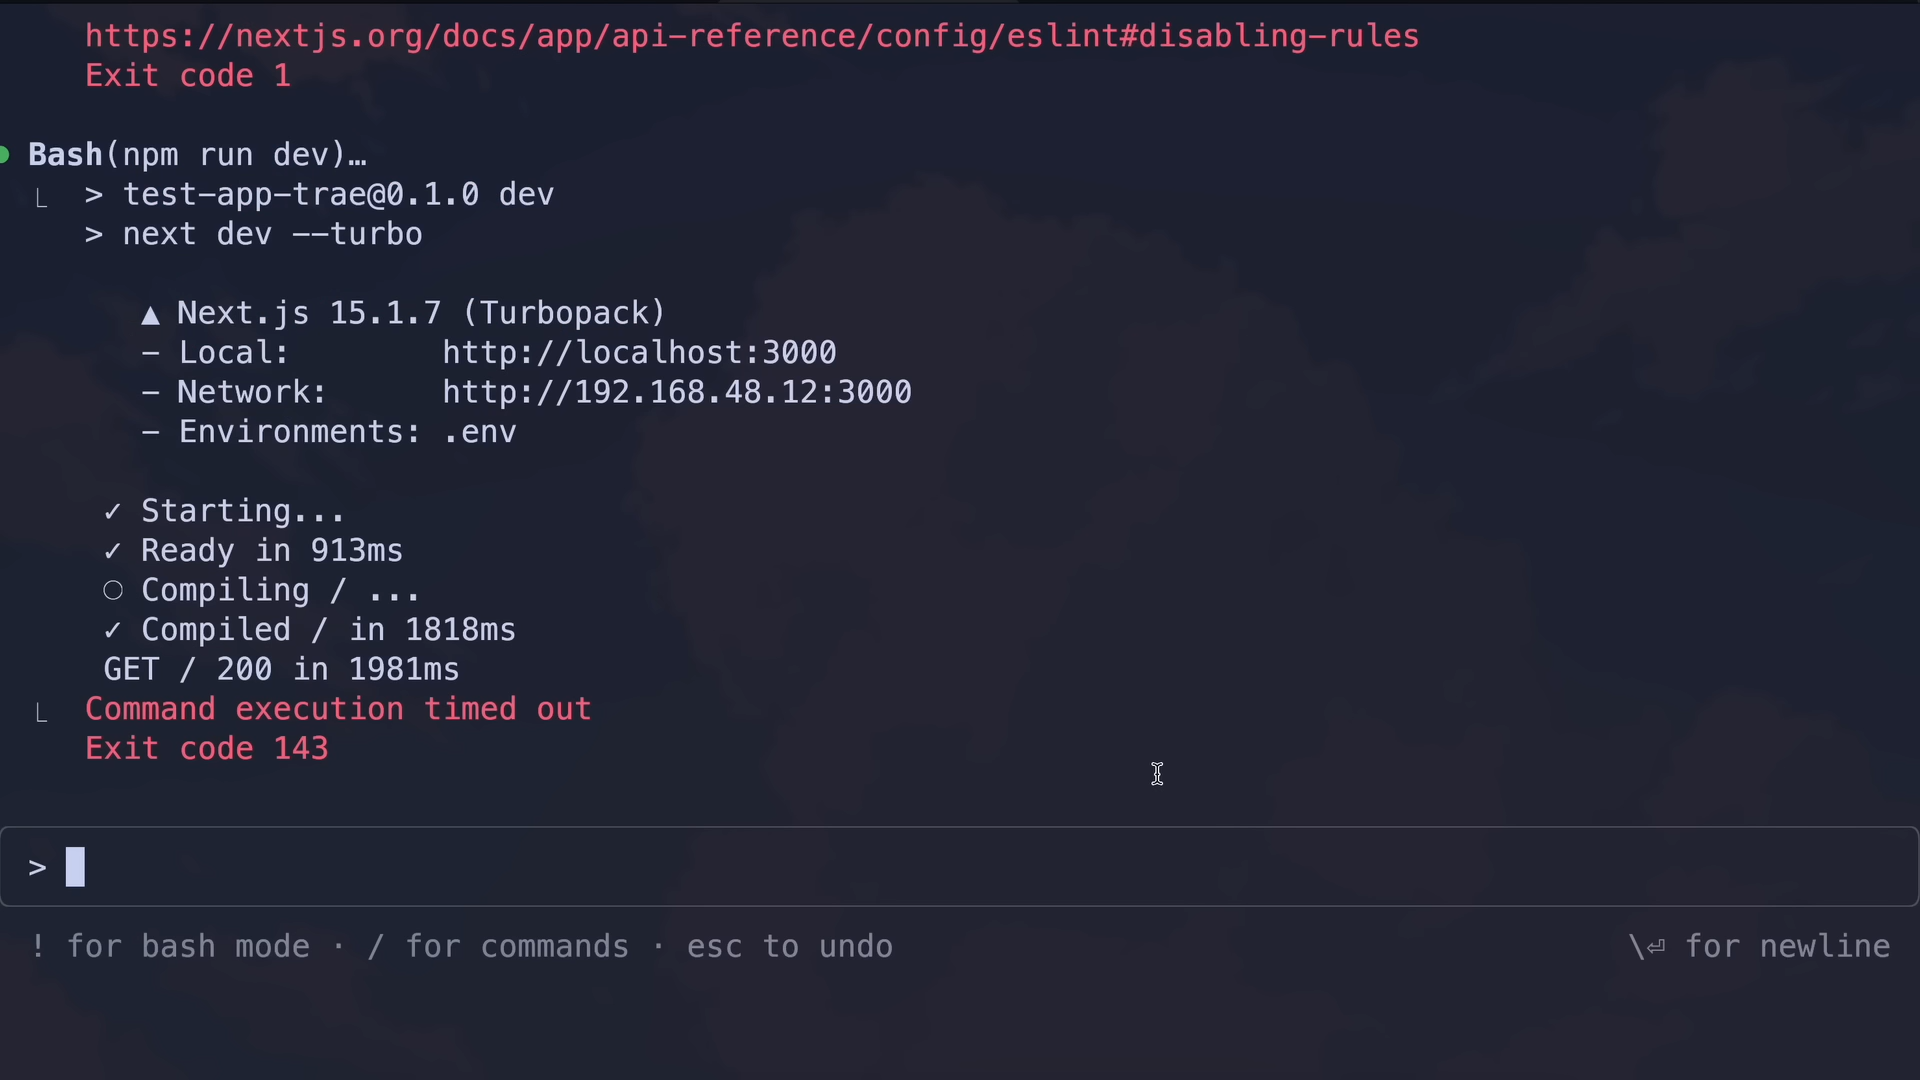 https://nextjs.org/docs/app/api-reference/config/eslint#disabling-rules
Exit code 1
Bash(npm run dev)…
⎿ > test-app-trae@0.1.0 dev
> next dev --turbo
▲ Next.js 15.1.7 (Turbopack)
- Local: http://localhost:3000
- Network: http://192.168.48.12:3000
- Environments: .env
✓ Starting...
✓ Ready in 913ms
○ Compiling / ...
✓ Compiled / in 1818ms
GET / 200 in 1981ms
⎿ Command execution timed out
Exit code 143
>
! for bash mode · / for commands · esc to undo
\⏎ for newline